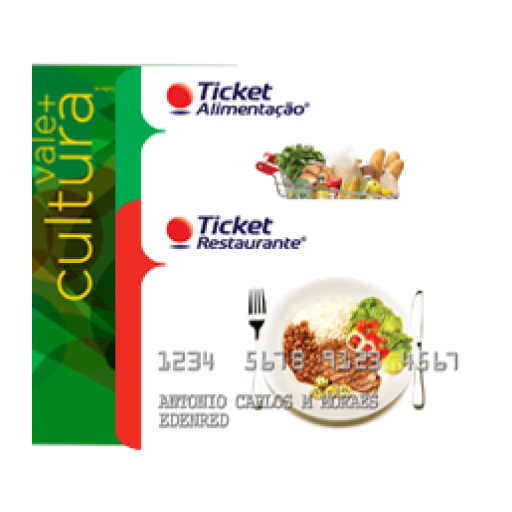 vale+
cultura
Ticket
Alimentação®
Ticket
Restaurante®
1234 5678 9123 4567
ANTONIO CARLOS M MORAES
EDENRED